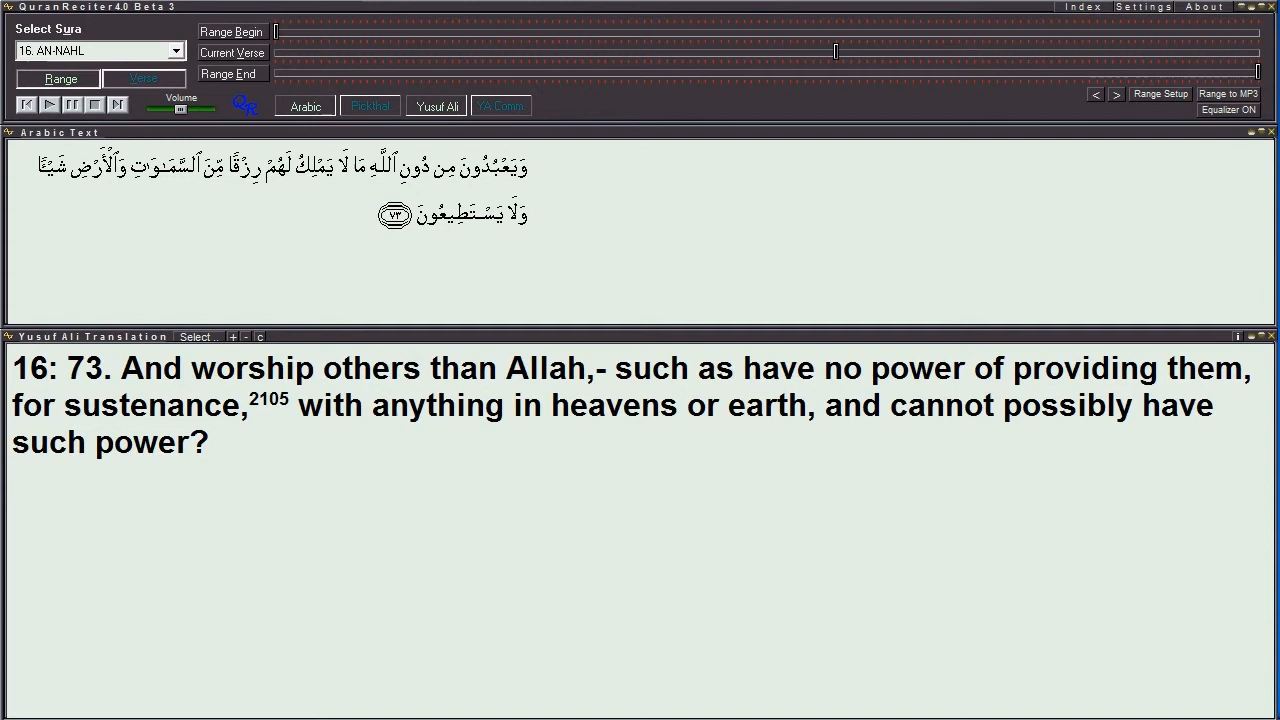 QuranReciter4.0 Beta 3
Index Settings About
Select Sura
16. AN-NAHL
Range Verse
Volume
Range Begin
Current Verse
Range End
Arabic Pickthal Yusuf Ali YA Comm.
< > Range Setup Range to MP3
Equalizer ON
Arabic Text
وَيَعْبُدُونَ مِن دُونِ ٱللَّهِ مَا لَا يَمْلِكُ لَهُمْ رِزْقًا مِّنَ ٱلسَّمَـٰوَٰتِ وَٱلْأَرْضِ شَيْـًٔا
وَلَا يَسْتَطِيعُونَ ٧٣
Yusuf Ali Translation Select .. + - c
16: 73. And worship others than Allah,- such as have no power of providing them,
for sustenance,2105 with anything in heavens or earth, and cannot possibly have
such power?